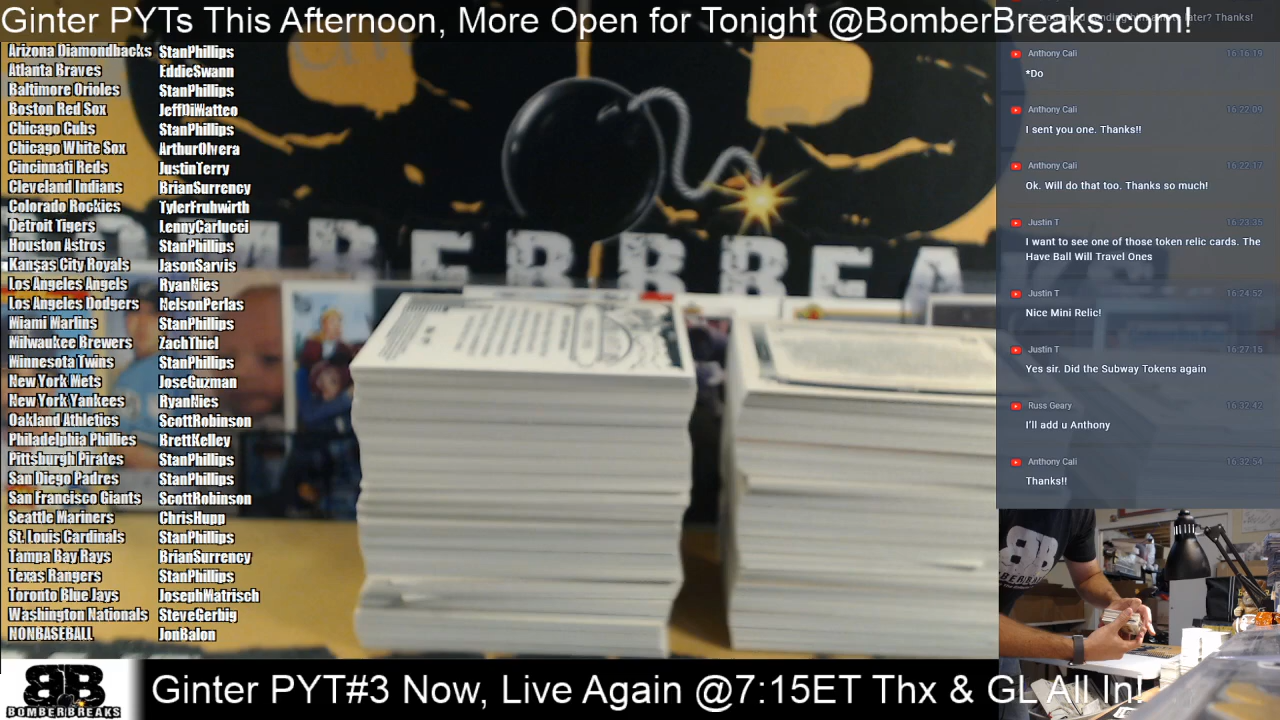 Ginter PYTs This Afternoon, More Open for Tonight @BomberBreaks.com!
Arizona Diamondbacks StanPhillips
Atlanta Braves EddieSwann
Baltimore Orioles StanPhillips
Boston Red Sox JeffDiMatteo
Chicago Cubs StanPhillips
Chicago White Sox ArthurOlvera
Cincinnati Reds JustinTerry
Cleveland Indians BrianSurrency
Colorado Rockies TylerFruhwirth
Detroit Tigers LennyCarlucci
Houston Astros StanPhillips
Kansas City Royals JasonSarvis
Los Angeles Angels RyanNies
Los Angeles Dodgers NelsonPerlas
Miami Marlins StanPhillips
Milwaukee Brewers ZachThiel
Minnesota Twins StanPhillips
New York Mets JoseGuzman
New York Yankees RyanNies
Oakland Athletics ScottRobinson
Philadelphia Phillies BrettKelley
Pittsburgh Pirates StanPhillips
San Diego Padres StanPhillips
San Francisco Giants ScottRobinson
Seattle Mariners ChrisHupp
St. Louis Cardinals StanPhillips
Tampa Bay Rays BrianSurrency
Texas Rangers StanPhillips
Toronto Blue Jays JosephMatrisch
Washington Nationals SteveGerbig
NONBASEBALL JonBalon
later? Thanks!
Anthony Cali 16:16:19
*Do
Anthony Cali 16:22:09
I sent you one. Thanks!!
Anthony Cali 16:22:17
Ok. Will do that too. Thanks so much!
Justin T 16:23:35
I want to see one of those token relic cards. The
Have Ball Will Travel Ones
Justin T 16:24:52
Nice Mini Relic!
Justin T 16:27:15
Yes sir. Did the Subway Tokens again
Russ Geary 16:32:42
I'll add u Anthony
Anthony Cali 16:32:54
Thanks!!
OMBERBBREA
BB
BOMBERBREAKS
Ginter PYT#3 Now, Live Again @7:15ET Thx & GL All In!